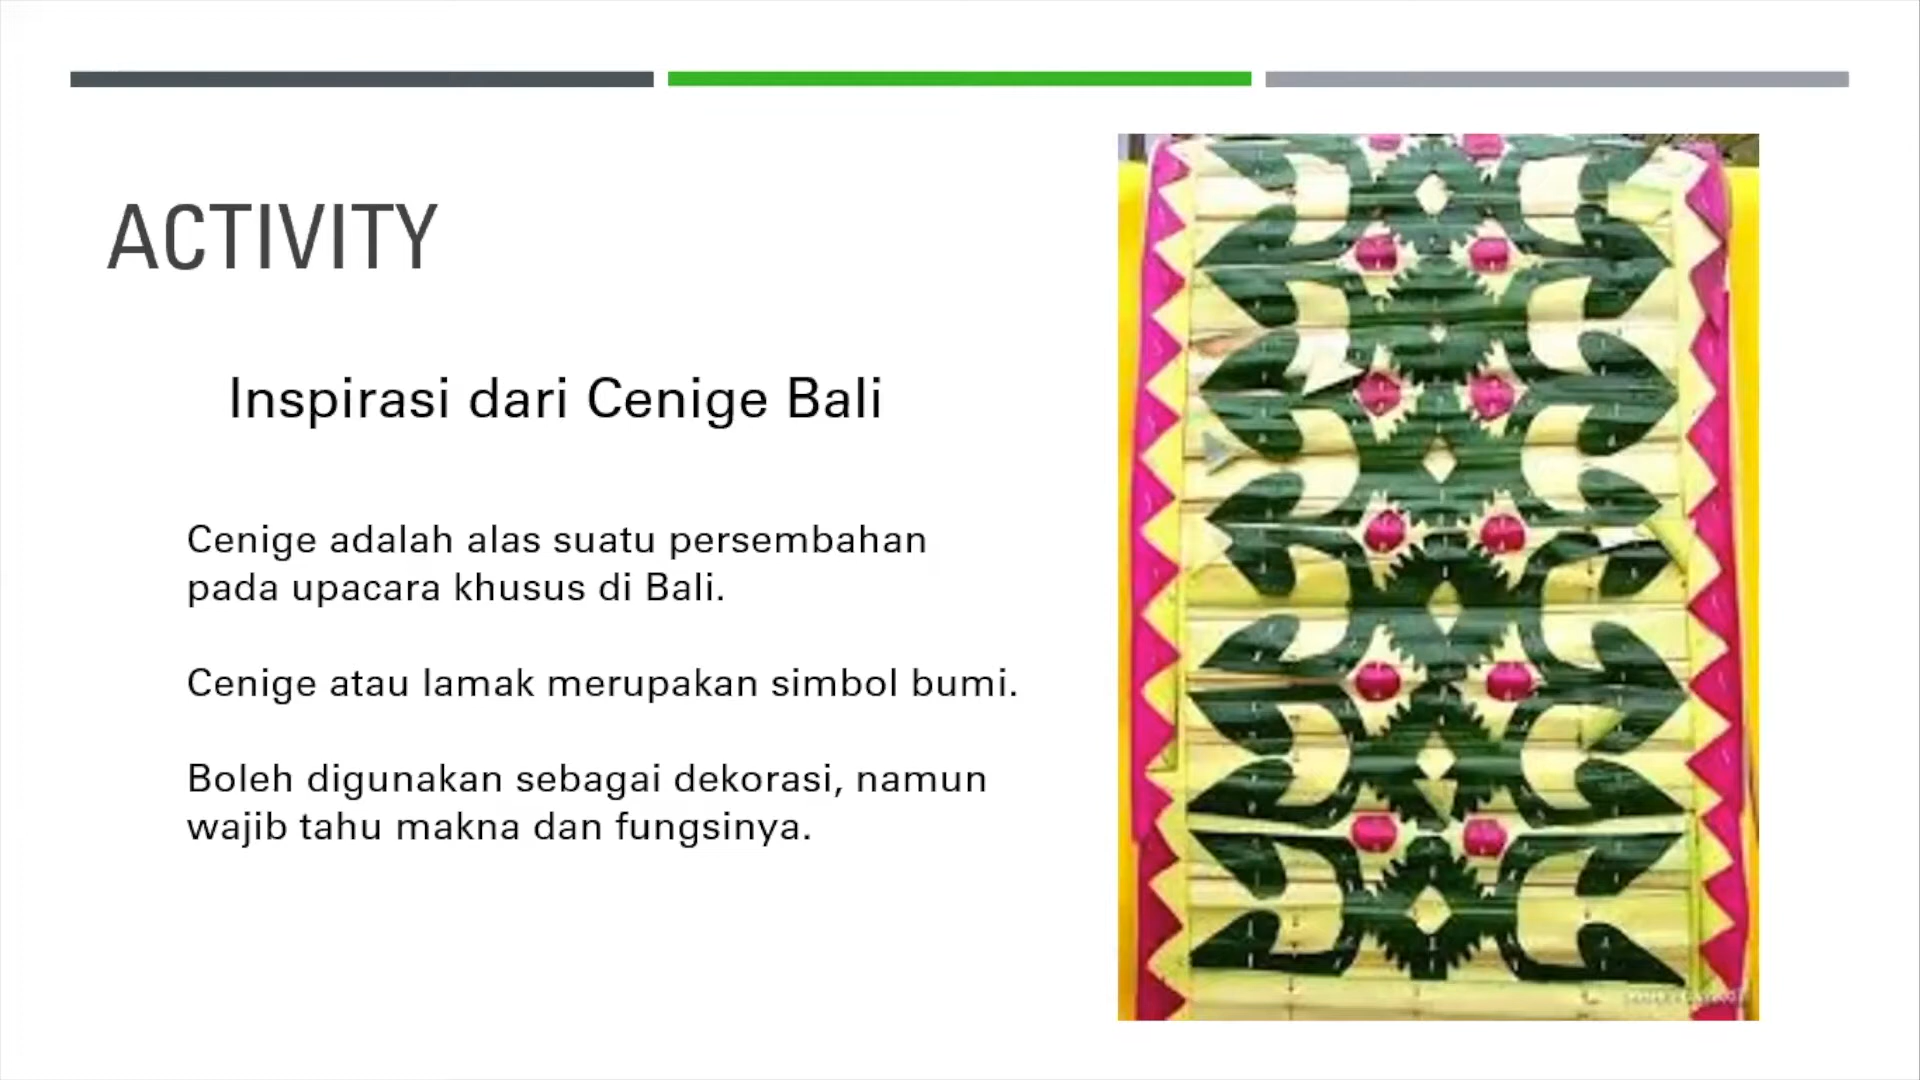 ACTIVITY
Inspirasi dari Cenige Bali
Cenige adalah alas suatu persembahan
pada upacara khusus di Bali.
Cenige atau lamak merupakan simbol bumi.
Boleh digunakan sebagai dekorasi, namun
wajib tahu makna dan fungsinya.